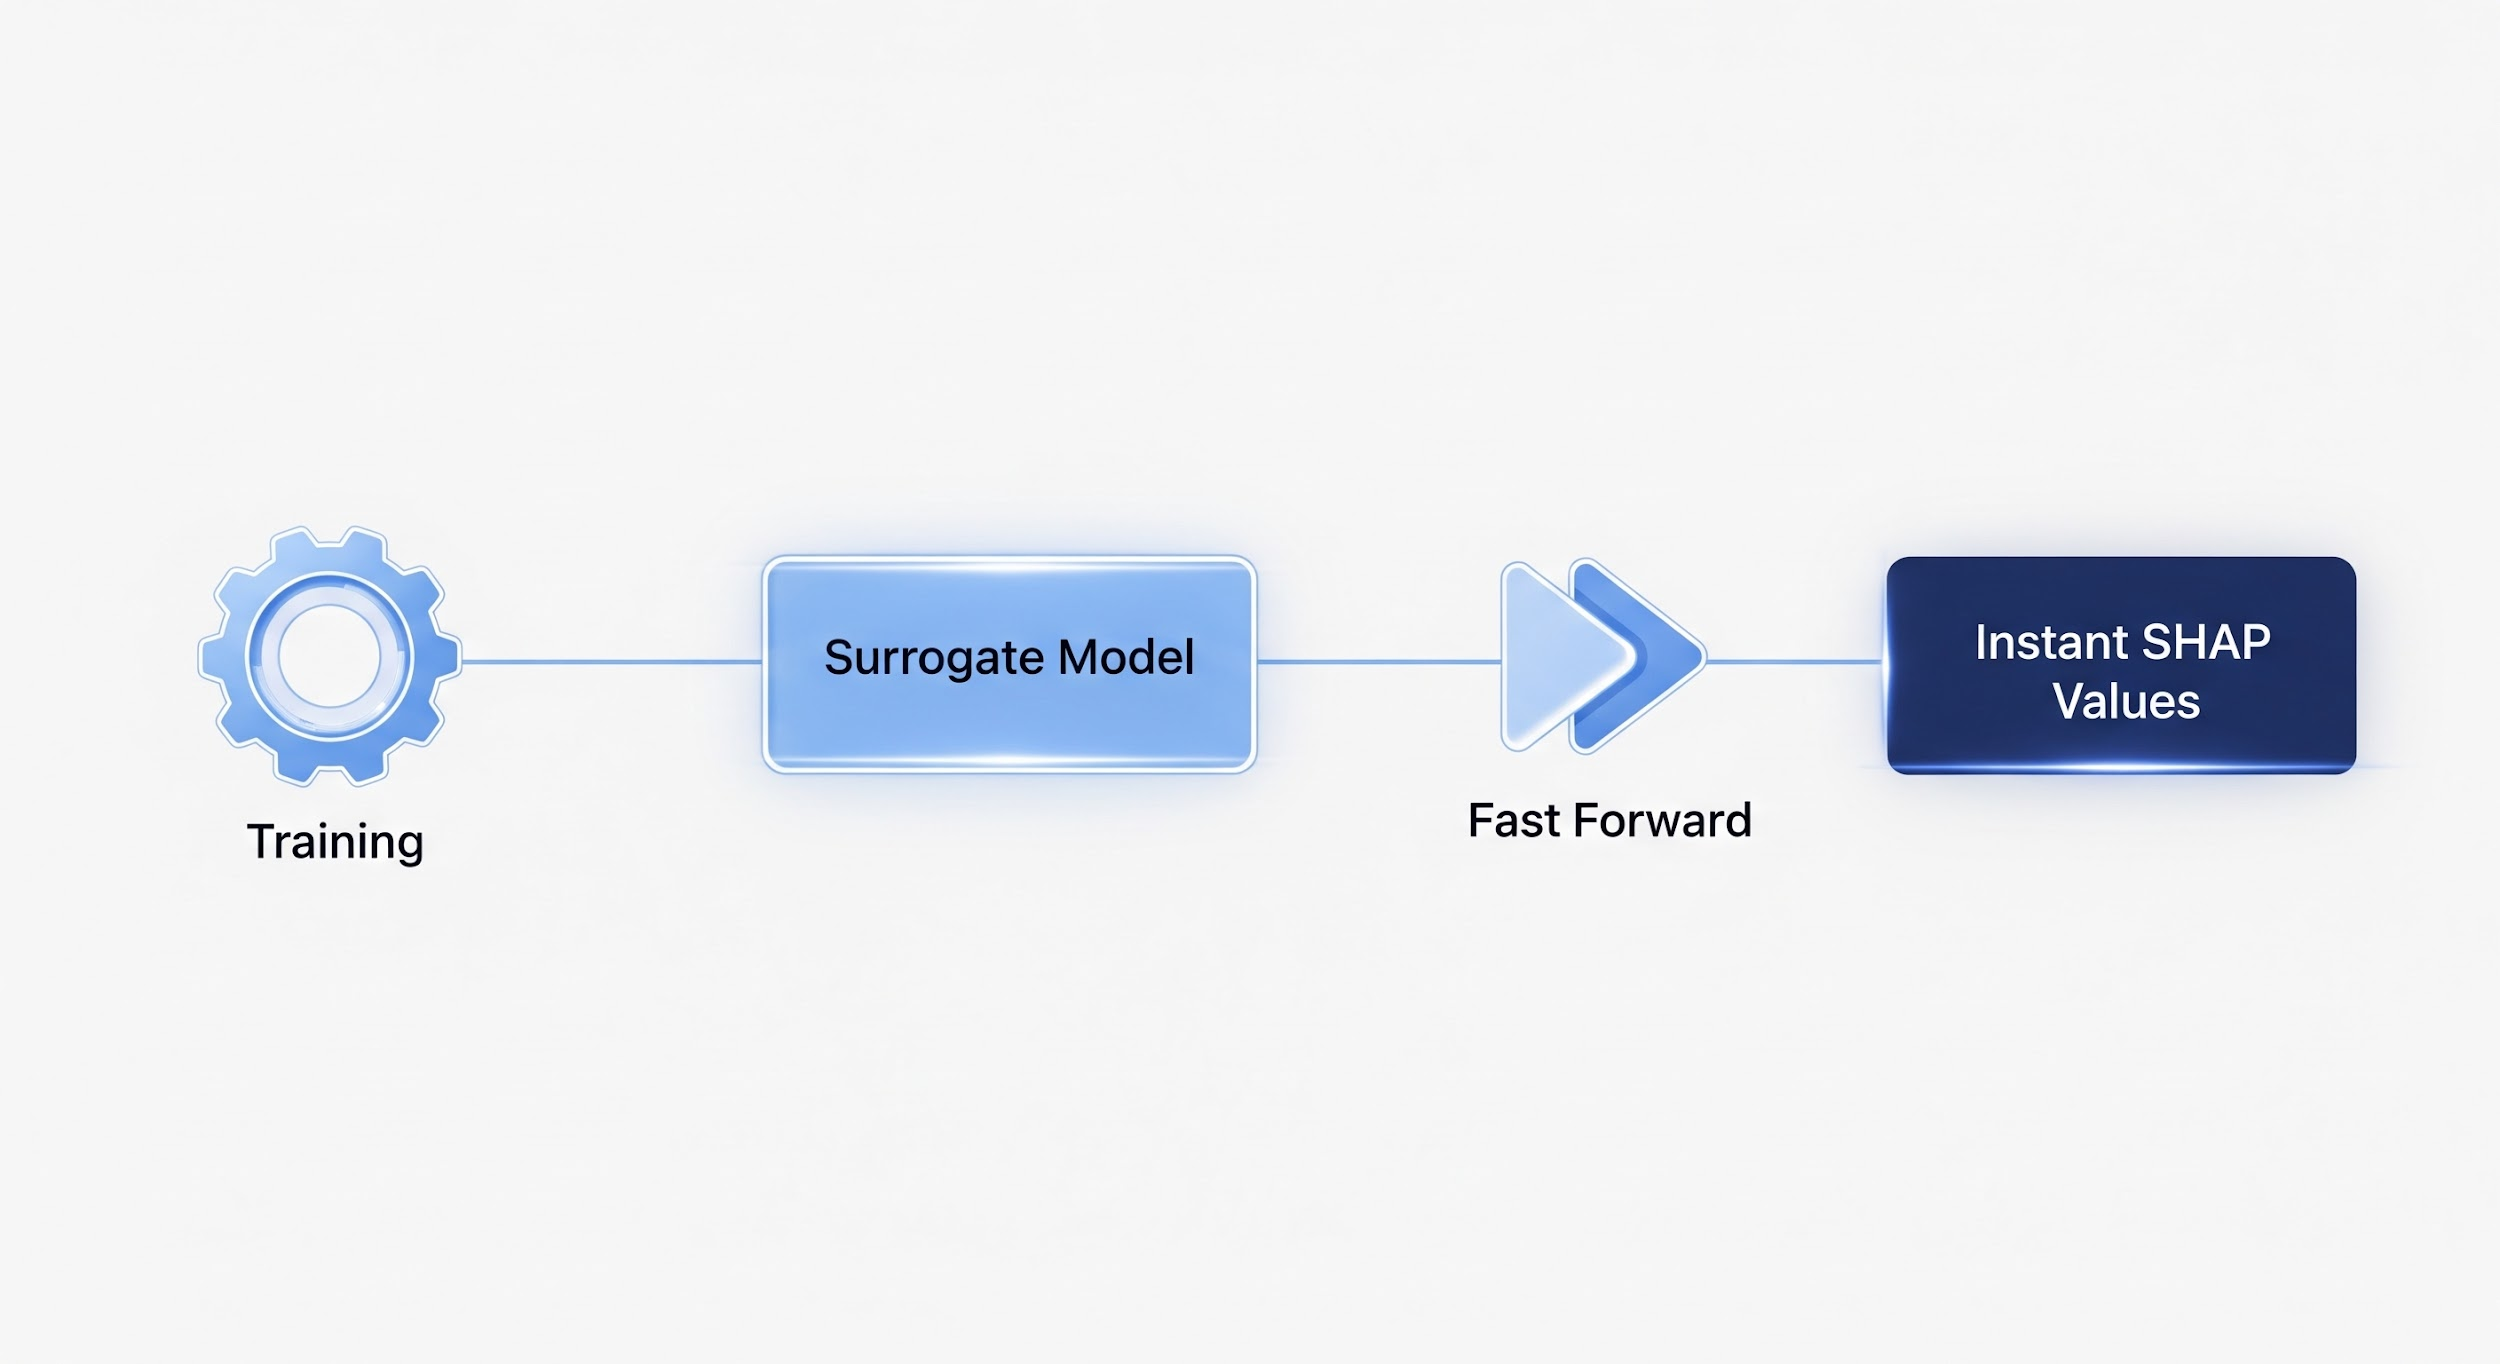 Training
Surrogate Model
Fast Forward
Instant SHAP
Values